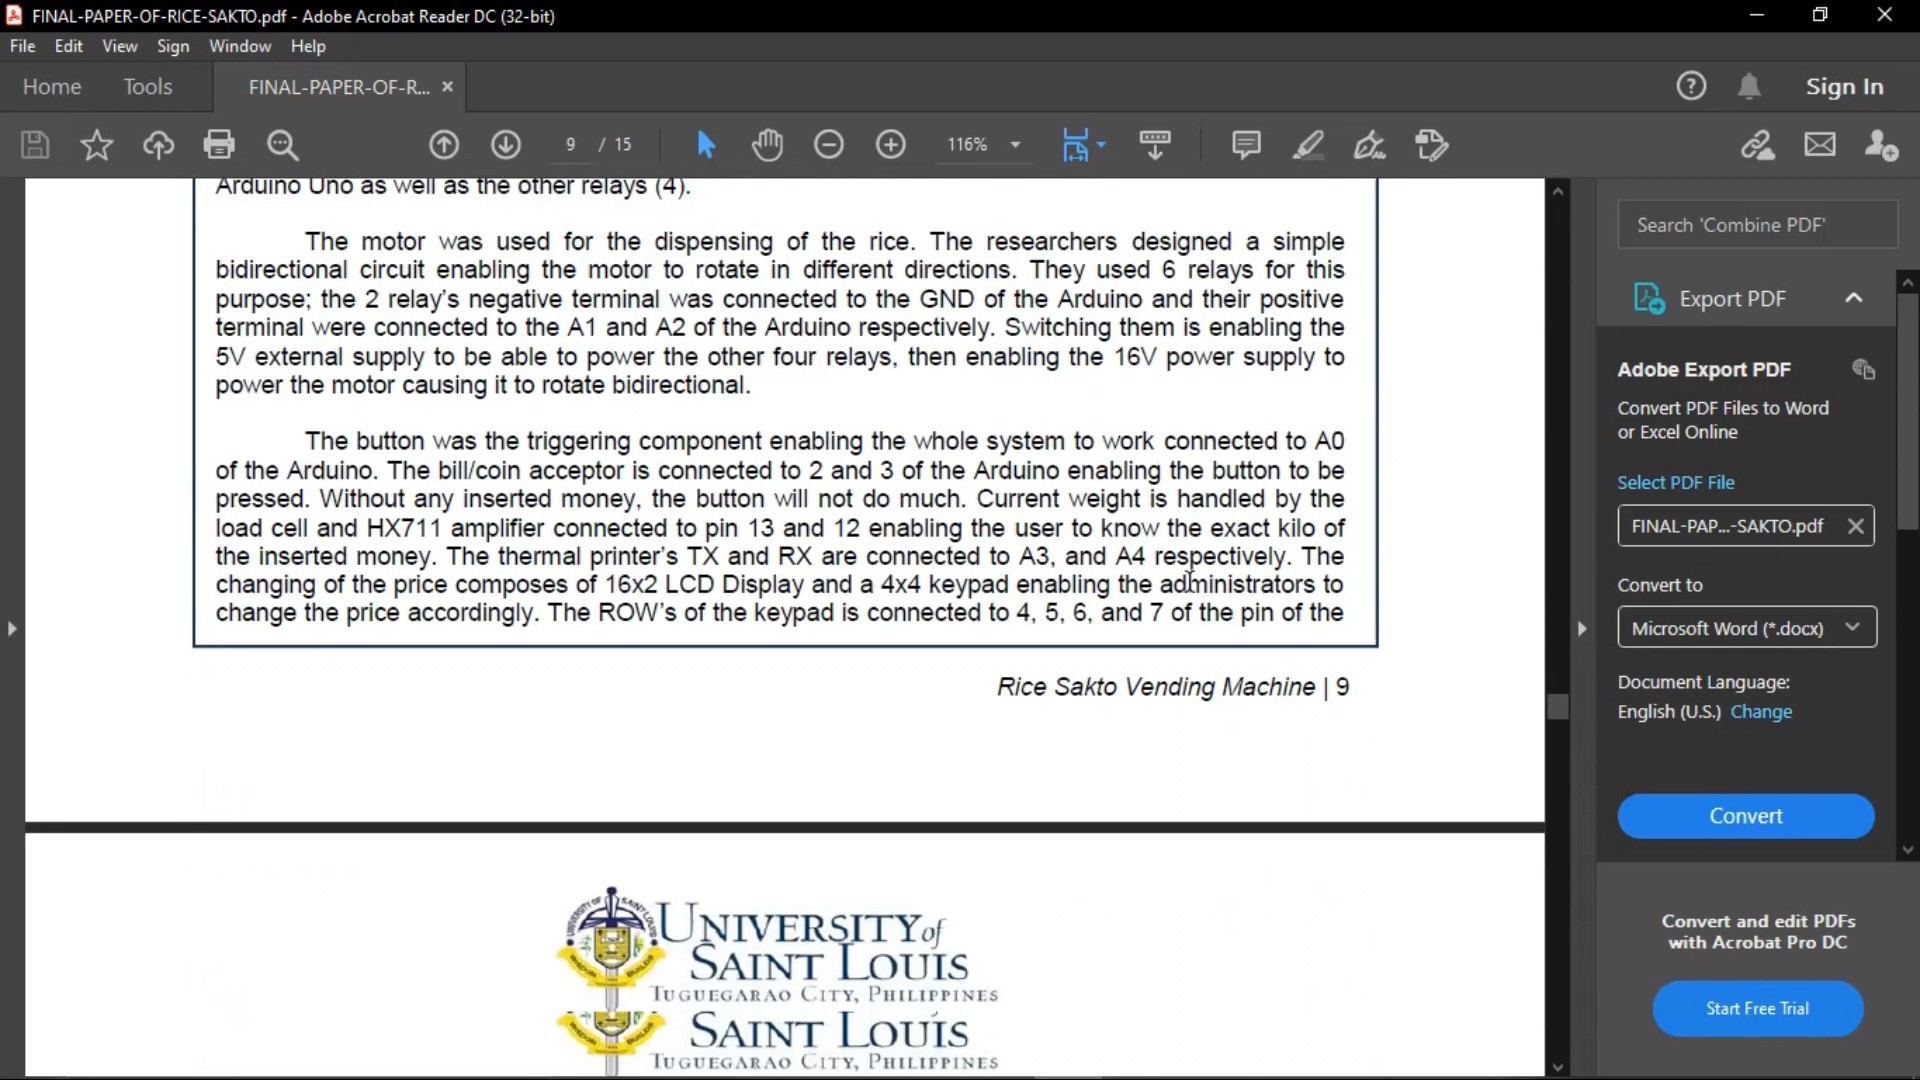 FINAL-PAPER-OF-RICE-SAKTO.pdf - Adobe Acrobat Reader DC (32-bit)
File Edit View Sign Window Help
Home Tools FINAL-PAPER-OF-R... × Sign In
9 / 15 116%
Arduino Uno as well as the other relays (4).
The motor was used for the dispensing of the rice. The researchers designed a simple
bidirectional circuit enabling the motor to rotate in different directions. They used 6 relays for this
purpose; the 2 relay's negative terminal was connected to the GND of the Arduino and their positive
terminal were connected to the A1 and A2 of the Arduino respectively. Switching them is enabling the
5V external supply to be able to power the other four relays, then enabling the 16V power supply to
power the motor causing it to rotate bidirectional.
The button was the triggering component enabling the whole system to work connected to A0
of the Arduino. The bill/coin acceptor is connected to 2 and 3 of the Arduino enabling the button to be
pressed. Without any inserted money, the button will not do much. Current weight is handled by the
load cell and HX711 amplifier connected to pin 13 and 12 enabling the user to know the exact kilo of
the inserted money. The thermal printer's TX and RX are connected to A3, and A4 respectively. The
changing of the price composes of 16x2 LCD Display and a 4x4 keypad enabling the administrators to
change the price accordingly. The ROW's of the keypad is connected to 4, 5, 6, and 7 of the pin of the
Rice Sakto Vending Machine | 9
UNIVERSITY of
SAINT LOUIS
TUGUEGARAO CITY, PHILIPPINES
SAINT LOUIS
TUGUEGARAO CITY, PHILIPPINES
Search 'Combine PDF'
Export PDF
Adobe Export PDF
Convert PDF Files to Word
or Excel Online
Select PDF File
FINAL-PAP...-SAKTO.pdf
Convert to
Microsoft Word (*.docx)
Document Language:
English (U.S.) Change
Convert
Convert and edit PDFs
with Acrobat Pro DC
Start Free Trial